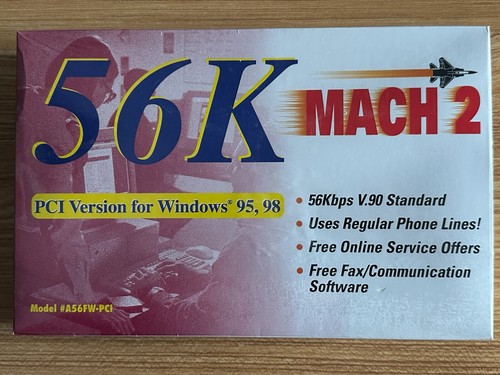 56K
MACH 2
PCI Version for Windows® 95, 98
• 56Kbps V.90 Standard
• Uses Regular Phone Lines!
• Free Online Service Offers
• Free Fax/Communication
Software
Model #A56FW-PCI